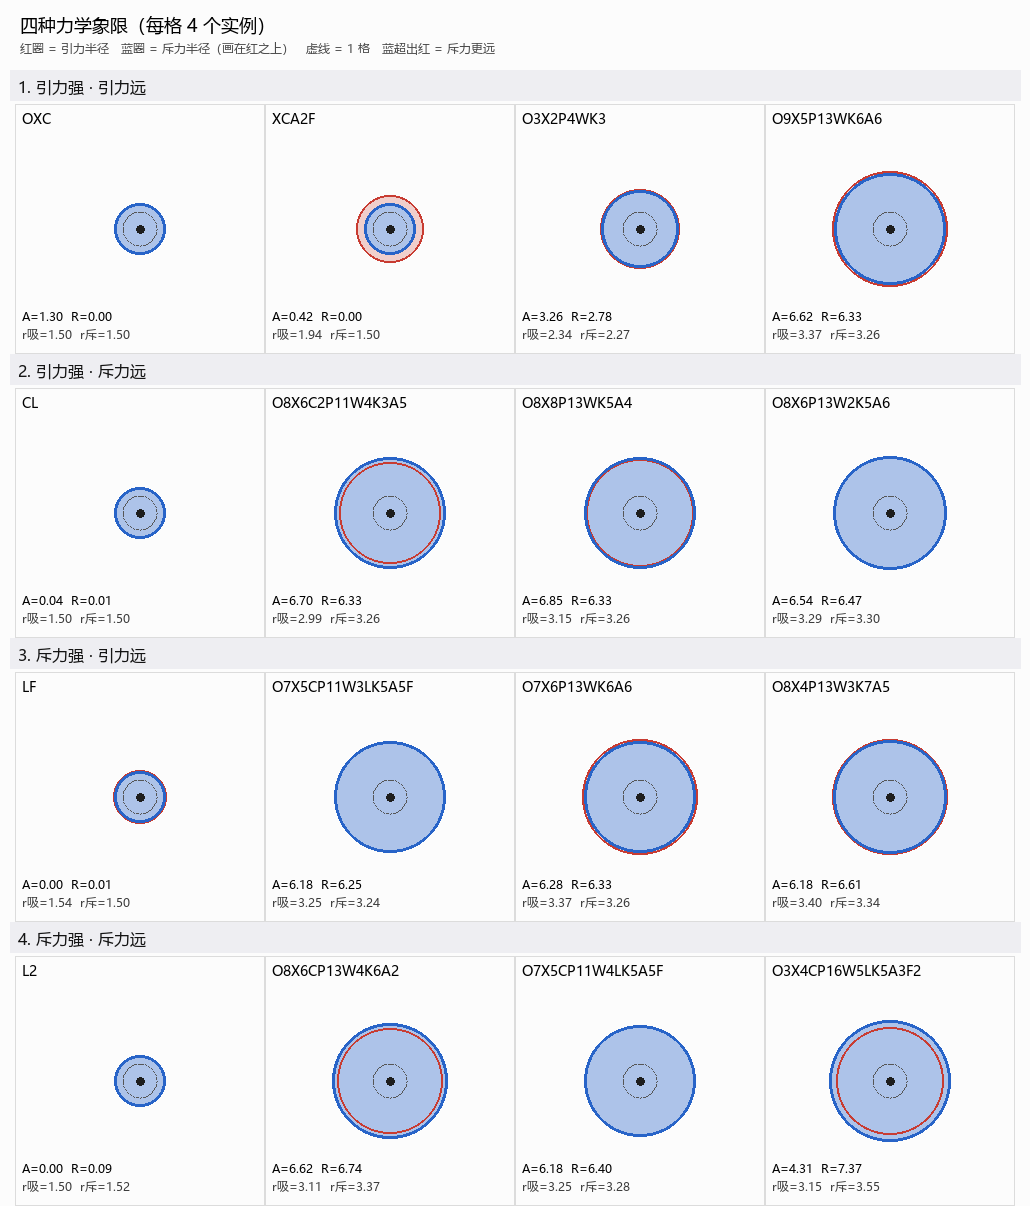 四种力学象限（每格 4 个实例）
红圈 = 引力半径 蓝圈 = 斥力半径（画在红之上） 虚线 = 1 格 蓝超出红 = 斥力更远
1. 引力强 · 引力远
OXC XCA2F O3X2P4WK3 O9X5P13WK6A6
A=1.30 R=0.00 A=0.42 R=0.00 A=3.26 R=2.78 A=6.62 R=6.33
r吸=1.50 r斥=1.50 r吸=1.94 r斥=1.50 r吸=2.34 r斥=2.27 r吸=3.37 r斥=3.26
2. 引力强 · 斥力远
CL O8X6C2P11W4K3A5 O8X8P13WK5A4 O8X6P13W2K5A6
A=0.04 R=0.01 A=6.70 R=6.33 A=6.85 R=6.33 A=6.54 R=6.47
r吸=1.50 r斥=1.50 r吸=2.99 r斥=3.26 r吸=3.15 r斥=3.26 r吸=3.29 r斥=3.30
3. 斥力强 · 引力远
LF O7X5CP11W3LK5A5F O7X6P13WK6A6 O8X4P13W3K7A5
A=0.00 R=0.01 A=6.18 R=6.25 A=6.28 R=6.33 A=6.18 R=6.61
r吸=1.54 r斥=1.50 r吸=3.25 r斥=3.24 r吸=3.37 r斥=3.26 r吸=3.40 r斥=3.34
4. 斥力强 · 斥力远
L2 O8X6CP13W4K6A2 O7X5CP11W4LK5A5F O3X4CP16W5LK5A3F2
A=0.00 R=0.09 A=6.62 R=6.74 A=6.18 R=6.40 A=4.31 R=7.37
r吸=1.50 r斥=1.52 r吸=3.11 r斥=3.37 r吸=3.25 r斥=3.28 r吸=3.15 r斥=3.55